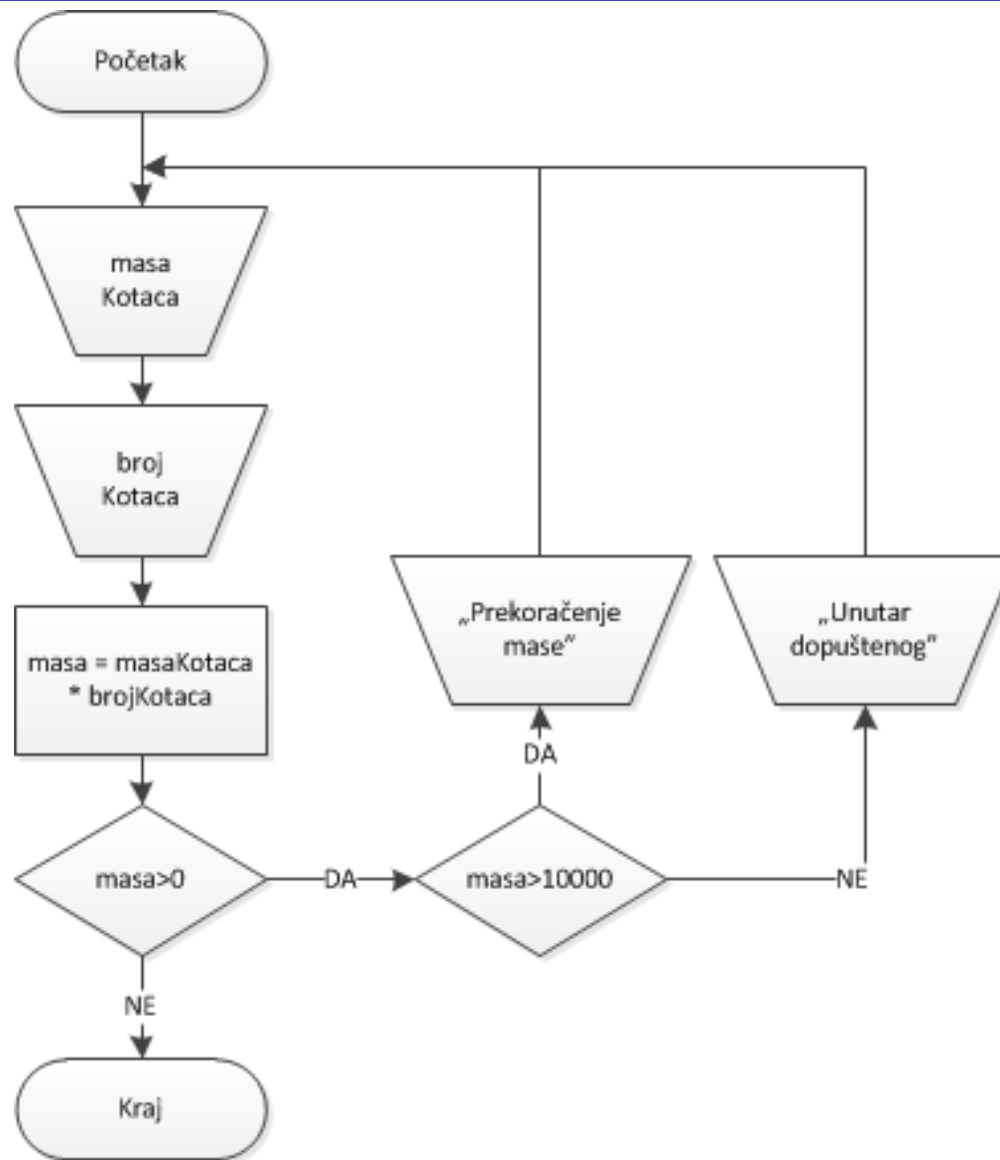 Početak
masa
Kotaca
broj
Kotaca
masa = masaKotaca
* brojKotaca
„Prekoračenje
mase”
„Unutar
dopuštenog”
DA
masa>0
DA
masa>10000
NE
NE
Kraj